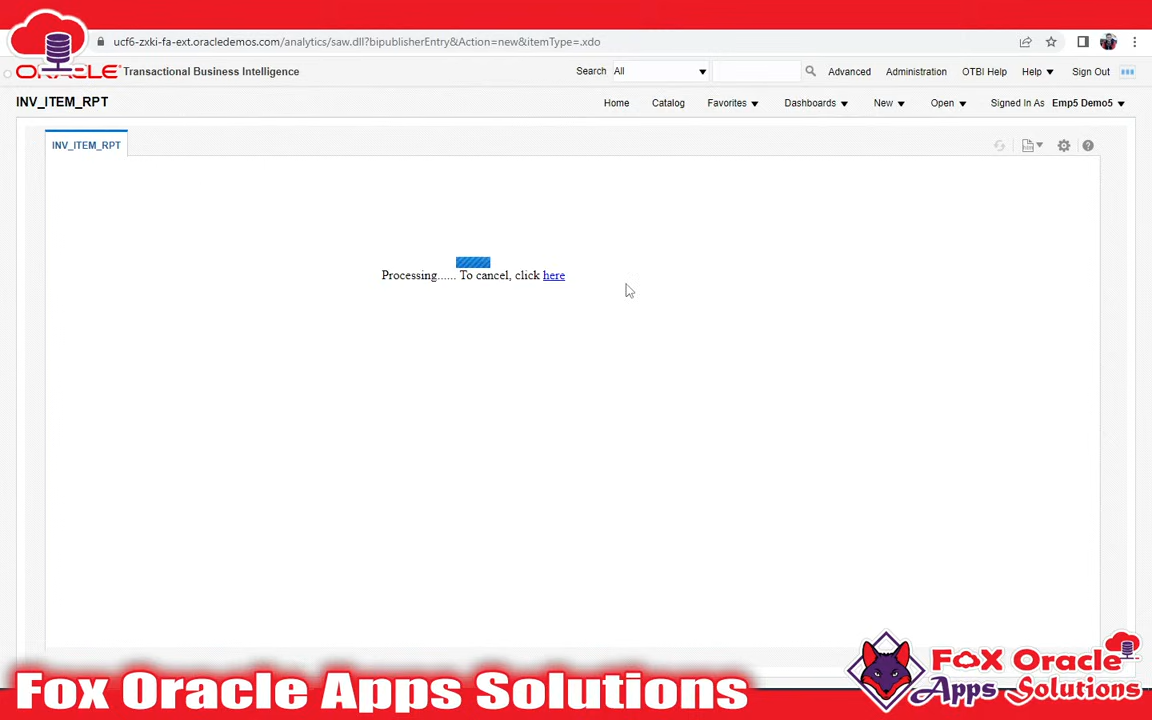 ucf6-zxki-fa-ext.oracledemos.com/analytics/saw.dll?bipublisherEntry&Action=new&itemType=.xdo
ORACLE Transactional Business Intelligence
Search All Advanced Administration OTBI Help Help Sign Out
INV_ITEM_RPT
Home Catalog Favorites Dashboards New Open Signed In As Emp5 Demo5
INV_ITEM_RPT
Processing...... To cancel, click here
Fox Oracle Apps Solutions
Fox Oracle
Apps Solutions